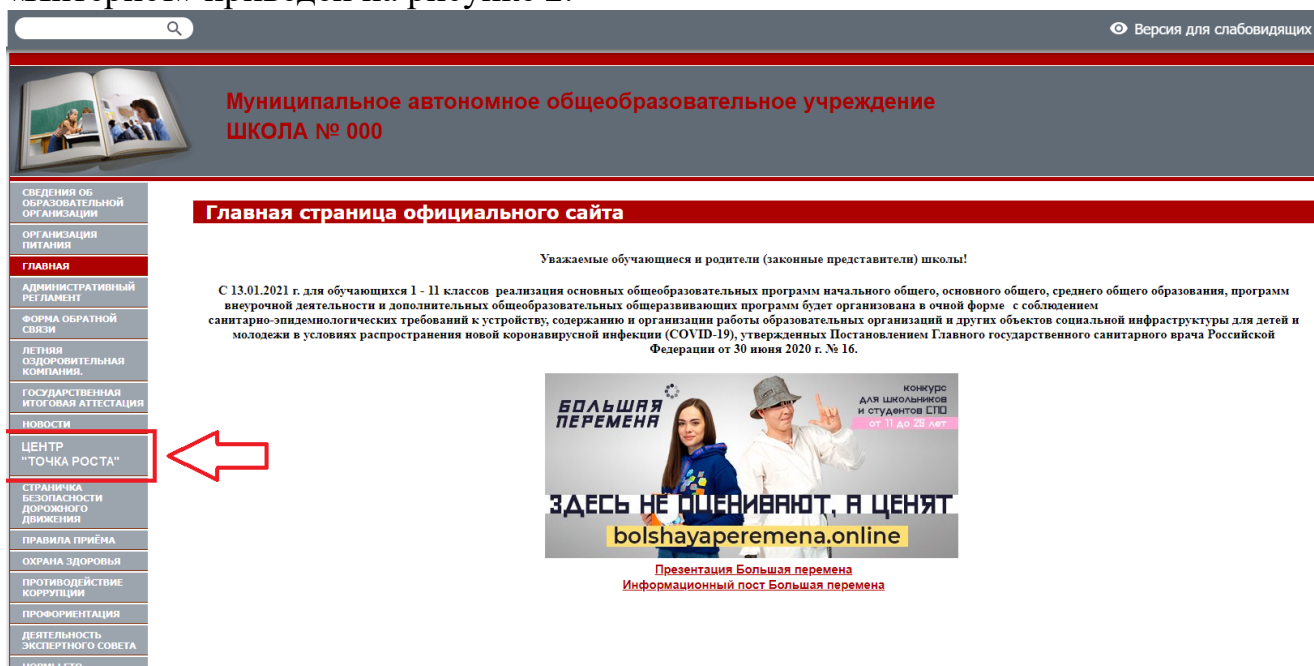 «Интернет» приведен на рисунке 2.
Версия для слабовидящих
Муниципальное автономное общеобразовательное учреждение
ШКОЛА № 000
СВЕДЕНИЯ ОБ
ОБРАЗОВАТЕЛЬНОЙ
ОРГАНИЗАЦИИ
ОРГАНИЗАЦИЯ
ПИТАНИЯ
ГЛАВНАЯ
АДМИНИСТРАТИВНЫЙ
РЕГЛАМЕНТ
ФОРМА ОБРАТНОЙ
СВЯЗИ
ЛЕТНЯЯ
ОЗДОРОВИТЕЛЬНАЯ
КОМПАНИЯ.
ГОСУДАРСТВЕННАЯ
ИТОГОВАЯ АТТЕСТАЦИЯ
НОВОСТИ
ЦЕНТР
"ТОЧКА РОСТА"
СТРАНИЧКА
БЕЗОПАСНОСТИ
ДОРОЖНОГО
ДВИЖЕНИЯ
ПРАВИЛА ПРИЁМА
ОХРАНА ЗДОРОВЬЯ
ПРОТИВОДЕЙСТВИЕ
КОРРУПЦИИ
ПРОФОРИЕНТАЦИЯ
ДЕЯТЕЛЬНОСТЬ
ЭКСПЕРТНОГО СОВЕТА
НОРМЫ ГТО
Главная страница официального сайта
Уважаемые обучающиеся и родители (законные представители) школы!
С 13.01.2021 г. для обучающихся 1 - 11 классов реализация основных общеобразовательных программ начального общего, основного общего, среднего общего образования, программ
внеурочной деятельности и дополнительных общеобразовательных общеразвивающих программ будет организована в очной форме с соблюдением
санитарно-эпидемиологических требований к устройству, содержанию и организации работы образовательных организаций и других объектов социальной инфраструктуры для детей и
молодежи в условиях распространения новой коронавирусной инфекции (COVID-19), утвержденных Постановлением Главного государственного санитарного врача Российской
Федерации от 30 июня 2020 г. № 16.
БОЛЬШАЯ
ПЕРЕМЕНА
конкурс
для школьников
и студентов СПО
от 11 до 25 лет
ЗДЕСЬ НЕ ОЦЕНИВАЮТ, А ЦЕНЯТ
bolshayaperemena.online
Презентация Большая перемена
Информационный пост Большая перемена